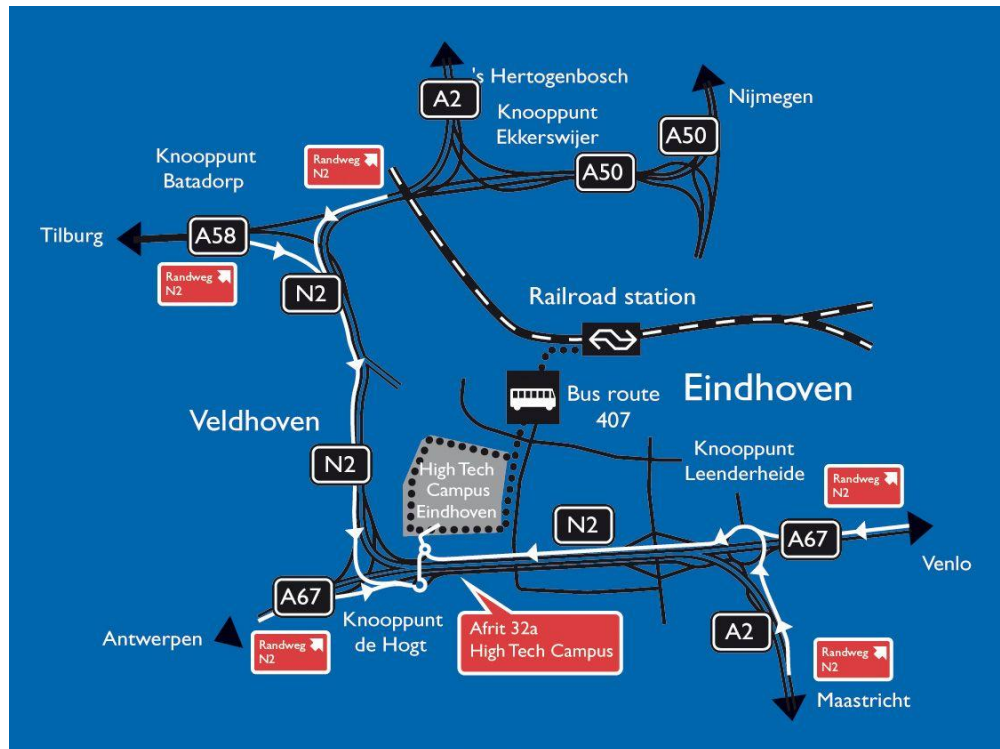 's Hertogenbosch
A2
Nijmegen
Knooppunt
Ekkerswijer
A50
A50
Knooppunt
Batadorp
Randweg
N2
Tilburg
A58
Randweg
N2
N2
Railroad station
Bus route
407
Eindhoven
Veldhoven
N2
High Tech
Campus
Eindhoven
Knooppunt
Leenderheide
Randweg
N2
N2
A67
Venlo
A67
Knooppunt
de Hogt
Antwerpen
Randweg
N2
Afrit 32a
High Tech Campus
A2
Randweg
N2
Maastricht